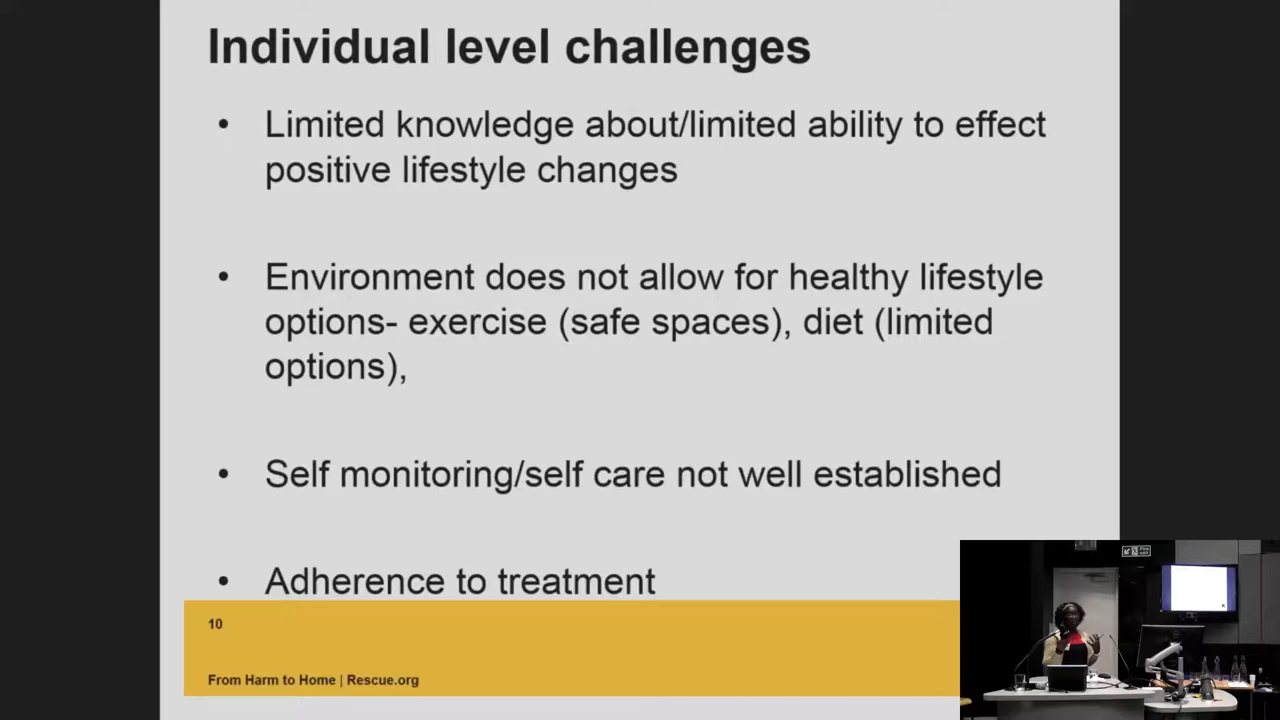 Individual level challenges
• Limited knowledge about/limited ability to effect
positive lifestyle changes
• Environment does not allow for healthy lifestyle
options- exercise (safe spaces), diet (limited
options),
• Self monitoring/self care not well established
• Adherence to treatment
10
From Harm to Home | Rescue.org